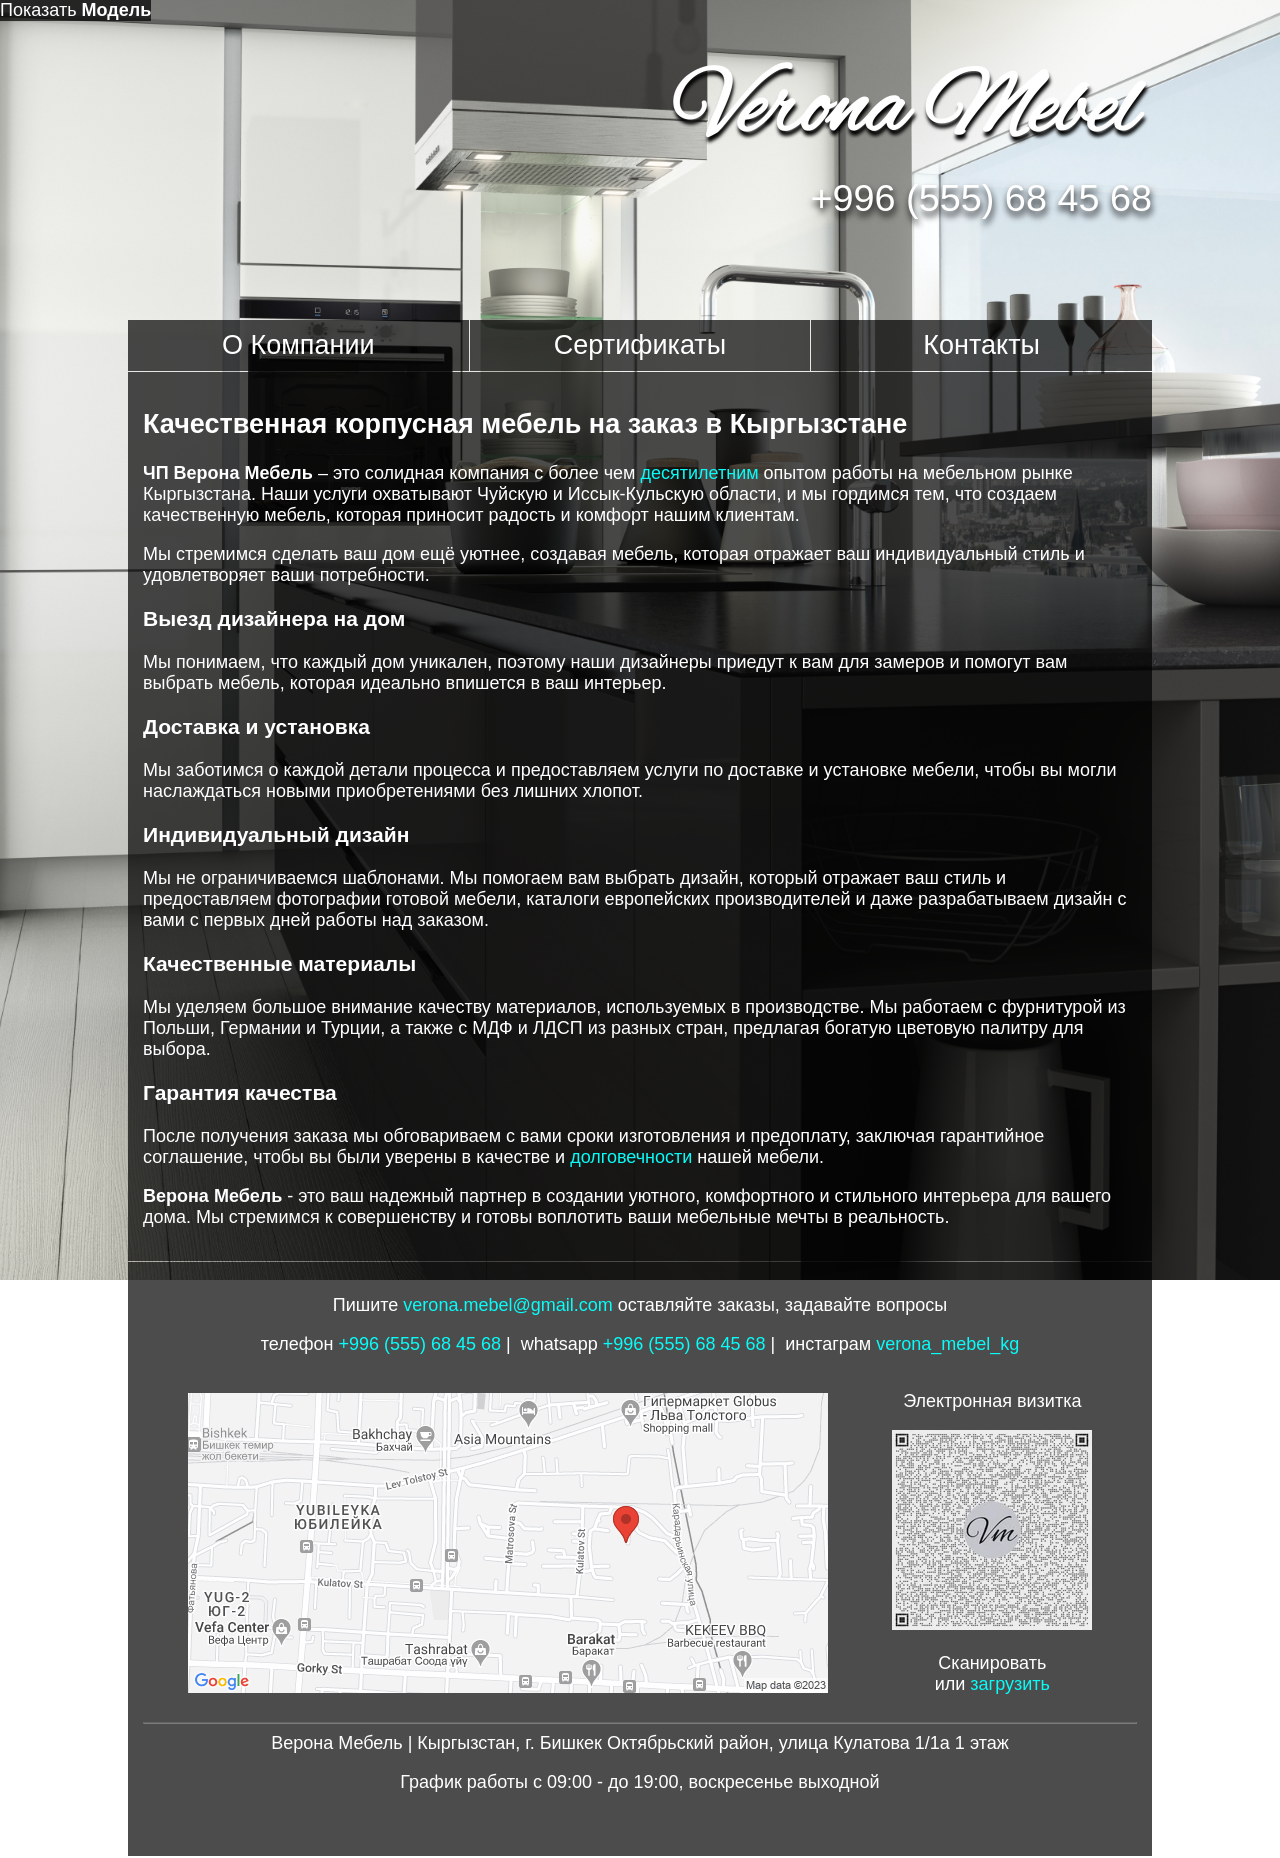 Показать Модель
Verona Mebel
+996 (555) 68 45 68
О Компании
Сертификаты
Контакты
Качественная корпусная мебель на заказ в Кыргызстане
ЧП Верона Мебель – это солидная компания с более чем десятилетним опытом работы на мебельном рынке
Кыргызстана. Наши услуги охватывают Чуйскую и Иссык-Кульскую области, и мы гордимся тем, что создаем
качественную мебель, которая приносит радость и комфорт нашим клиентам.
Мы стремимся сделать ваш дом ещё уютнее, создавая мебель, которая отражает ваш индивидуальный стиль и
удовлетворяет ваши потребности.
Выезд дизайнера на дом
Мы понимаем, что каждый дом уникален, поэтому наши дизайнеры приедут к вам для замеров и помогут вам
выбрать мебель, которая идеально впишется в ваш интерьер.
Доставка и установка
Мы заботимся о каждой детали процесса и предоставляем услуги по доставке и установке мебели, чтобы вы могли
наслаждаться новыми приобретениями без лишних хлопот.
Индивидуальный дизайн
Мы не ограничиваемся шаблонами. Мы помогаем вам выбрать дизайн, который отражает ваш стиль и
предоставляем фотографии готовой мебели, каталоги европейских производителей и даже разрабатываем дизайн с
вами с первых дней работы над заказом.
Качественные материалы
Мы уделяем большое внимание качеству материалов, используемых в производстве. Мы работаем с фурнитурой из
Польши, Германии и Турции, а также с МДФ и ЛДСП из разных стран, предлагая богатую цветовую палитру для
выбора.
Гарантия качества
После получения заказа мы обговариваем с вами сроки изготовления и предоплату, заключая гарантийное
соглашение, чтобы вы были уверены в качестве и долговечности нашей мебели.
Верона Мебель - это ваш надежный партнер в создании уютного, комфортного и стильного интерьера для вашего
дома. Мы стремимся к совершенству и готовы воплотить ваши мебельные мечты в реальность.
Пишите verona.mebel@gmail.com оставляйте заказы, задавайте вопросы
телефон +996 (555) 68 45 68 | whatsapp +996 (555) 68 45 68 | инстаграм verona_mebel_kg
Гипермаркет Globus
- Льва Толстого
Shopping mall
Bishkek
Бишкек темир
жол бекети
Bakhchay
Бахчай
Asia Mountains
Lev Tolstoy St
YUBILEYKA
ЮБИЛЕЙКА
Matrosova St
Kulatov St
Карадарьинская улица
Фатьянова
Kulatov St
YUG-2
ЮГ-2
Vefa Center
Вефа Центр
Tashrabat
Ташрабат Соода үйү
Barakat
Баракат
KEKEEV BBQ
Barbecue restaurant
Gorky St
Google
Map data ©2023
Электронная визитка
Vm
Сканировать
или загрузить
Верона Мебель | Кыргызстан, г. Бишкек Октябрьский район, улица Кулатова 1/1а 1 этаж
График работы с 09:00 - до 19:00, воскресенье выходной